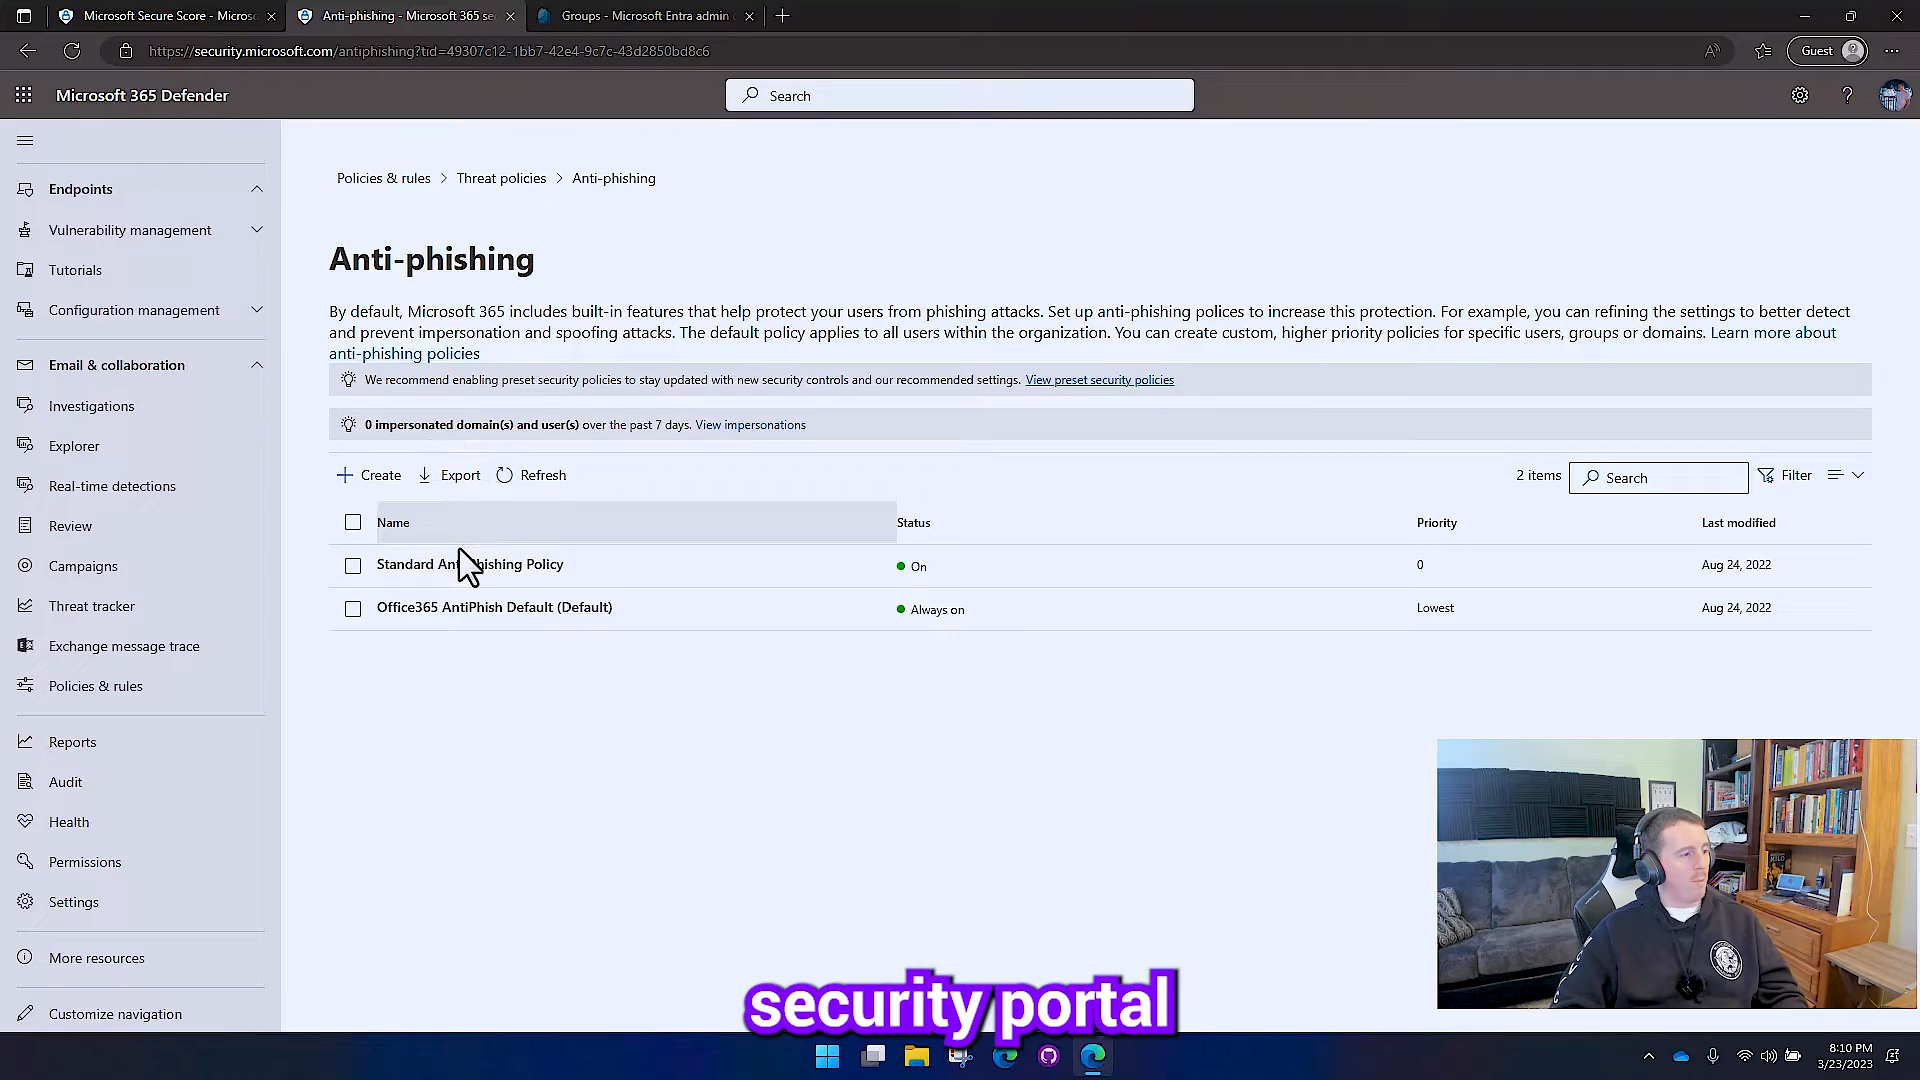 Microsoft Secure Score - Micros
Anti-phishing - Microsoft 365 se
Groups - Microsoft Entra admin
https://security.microsoft.com/antiphishing?tid=49307c12-1bb7-42e4-9c7c-43d2850bd8c6
Guest
Microsoft 365 Defender
Search
Endpoints
Vulnerability management
Tutorials
Configuration management
Email & collaboration
Investigations
Explorer
Real-time detections
Review
Campaigns
Threat tracker
Exchange message trace
Policies & rules
Reports
Audit
Health
Permissions
Settings
More resources
Customize navigation
Policies & rules > Threat policies > Anti-phishing
Anti-phishing
By default, Microsoft 365 includes built-in features that help protect your users from phishing attacks. Set up anti-phishing polices to increase this protection. For example, you can refining the settings to better detect
and prevent impersonation and spoofing attacks. The default policy applies to all users within the organization. You can create custom, higher priority policies for specific users, groups or domains. Learn more about
anti-phishing policies
We recommend enabling preset security policies to stay updated with new security controls and our recommended settings. View preset security policies
0 impersonated domain(s) and user(s) over the past 7 days. View impersonations
Create Export Refresh 2 items Search Filter
Name Status Priority Last modified
Standard Ant hishing Policy On 0 Aug 24, 2022
Office365 AntiPhish Default (Default) Always on Lowest Aug 24, 2022
security portal
8:10 PM
3/23/2023